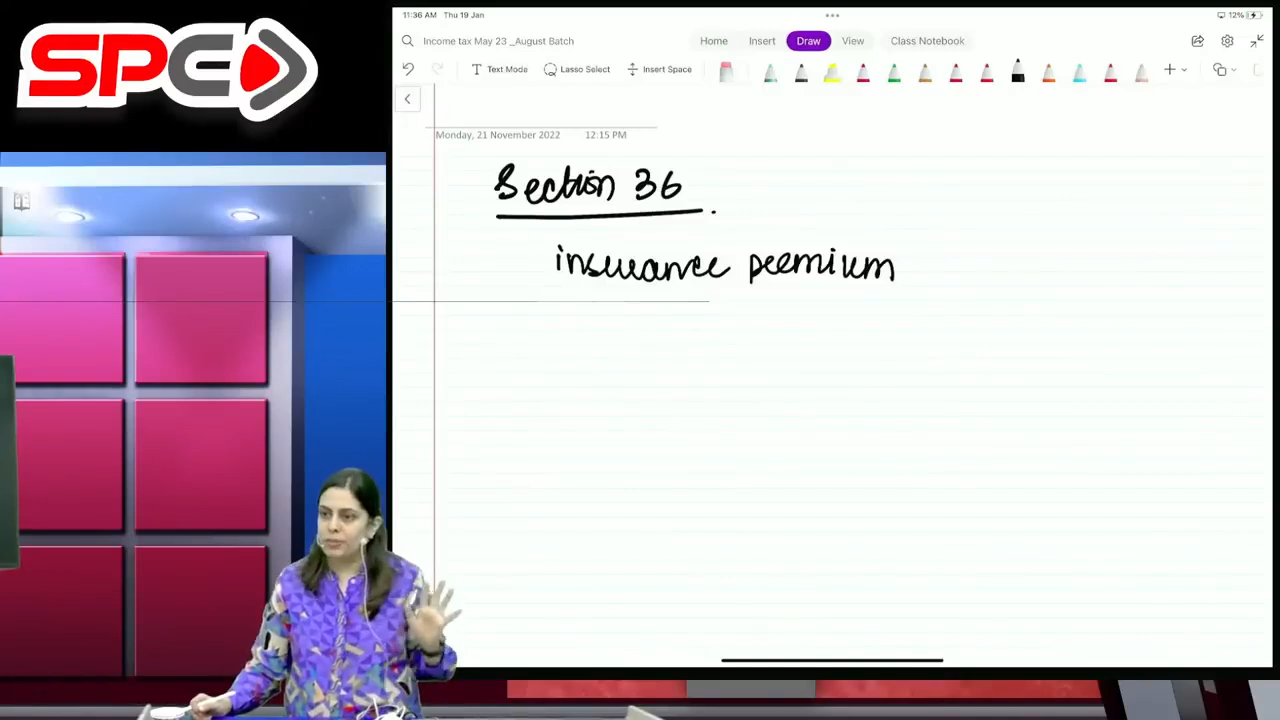 SPC
11:36 AM Thu 19 Jan
12%
Income tax May 23 _August Batch
Home Insert Draw View Class Notebook
Text Mode Lasso Select Insert Space
Monday, 21 November 2022 12:15 PM
Section 36
insurance premium